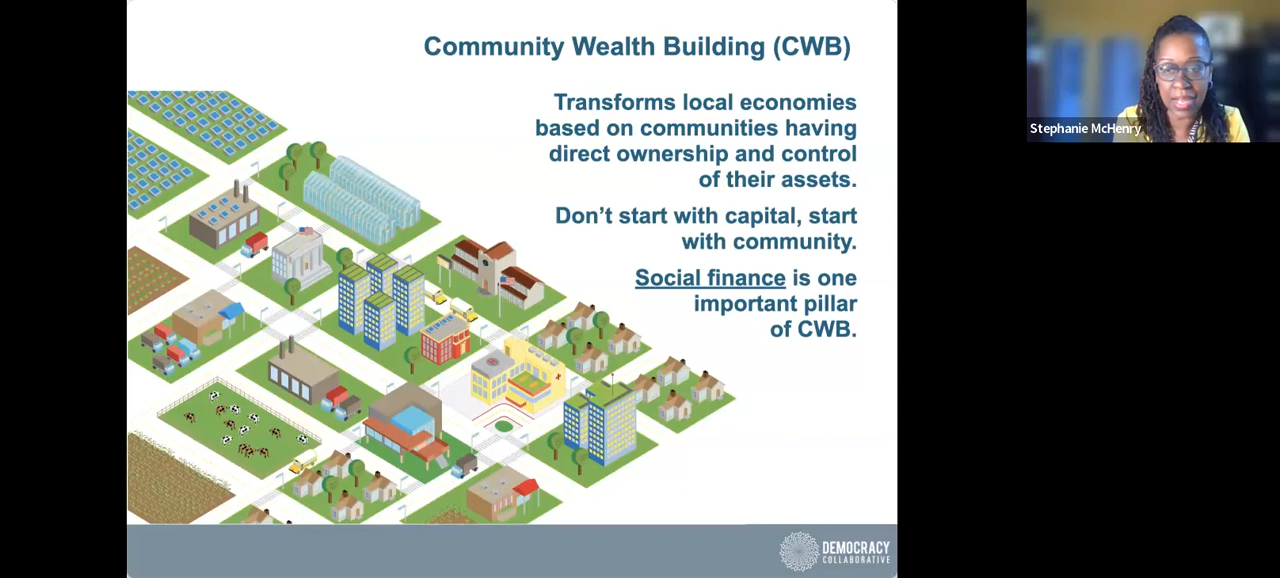 Community Wealth Building (CWB)
Transforms local economies
based on communities having
direct ownership and control
of their assets.
Don’t start with capital, start
with community.
Social finance is one
important pillar
of CWB.
DEMOCRACY
COLLABORATIVE
Stephanie McHenry